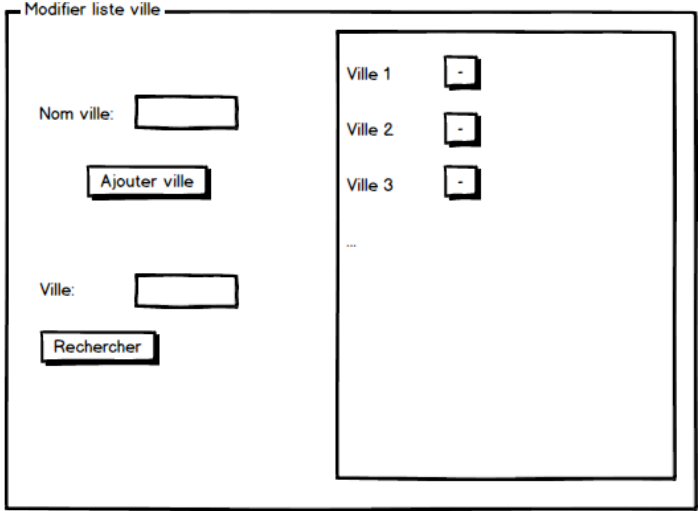 Modifier liste ville
Nom ville:
Ajouter ville
Ville:
Rechercher
Ville 1 -
Ville 2 -
Ville 3 -
...